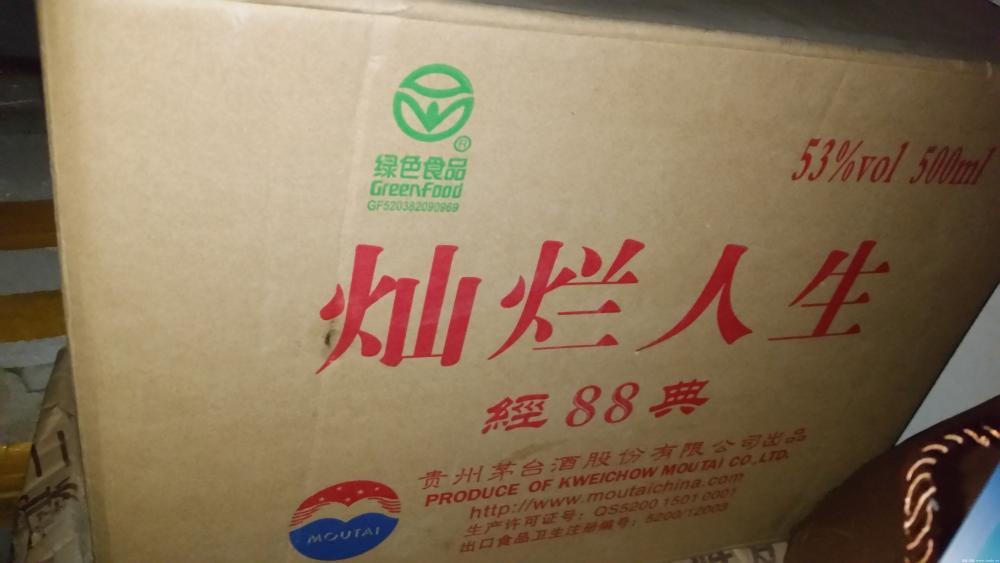 绿色食品
GreenFood
GF520382090969
53%vol 500ml
灿烂人生
經88典
贵州茅台酒股份有限公司出品
PRODUCE OF KWEICHOW MOUTAI CO.,LTD.
http://www.moutaichina.com
生产许可证号：QS5200 1501 0001
出口食品卫生注册编号：5200/12003
MOUTAI